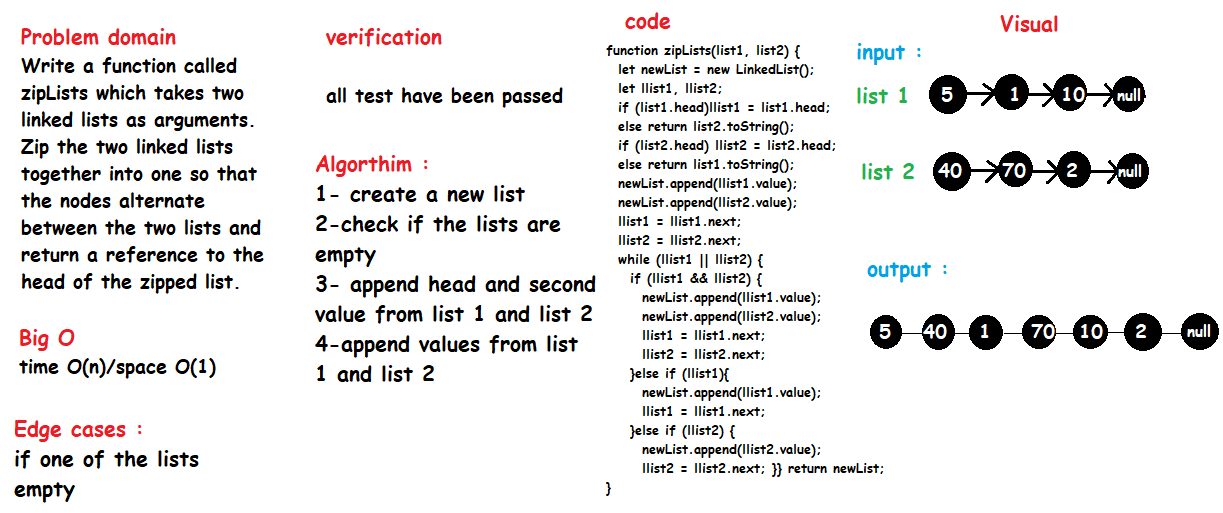 Problem domain
Write a function called
zipLists which takes two
linked lists as arguments.
Zip the two linked lists
together into one so that
the nodes alternate
between the two lists and
return a reference to the
head of the zipped list.
Big O
time O(n)/space O(1)
Edge cases :
if one of the lists
empty
verification
all test have been passed
Algorthim :
1- create a new list
2-check if the lists are
empty
3- append head and second
value from list 1 and list 2
4-append values from list
1 and list 2
code
function zipLists(list1, list2) {
let newList = new LinkedList();
let llist1, llist2;
if (list1.head)llist1 = list1.head;
else return list2.toString();
if (list2.head) llist2 = list2.head;
else return list1.toString();
newList.append(llist1.value);
newList.append(llist2.value);
llist1 = llist1.next;
llist2 = llist2.next;
while (llist1 || llist2) {
if (llist1 && llist2) {
newList.append(llist1.value);
newList.append(llist2.value);
llist1 = llist1.next;
llist2 = llist2.next;
}else if (llist1){
newList.append(llist1.value);
llist1 = llist1.next;
}else if (llist2) {
newList.append(llist2.value);
llist2 = llist2.next; }} return newList;
}
Visual
input :
list 1 5 1 10 null
list 2 40 70 2 null
output :
5 40 1 70 10 2 null